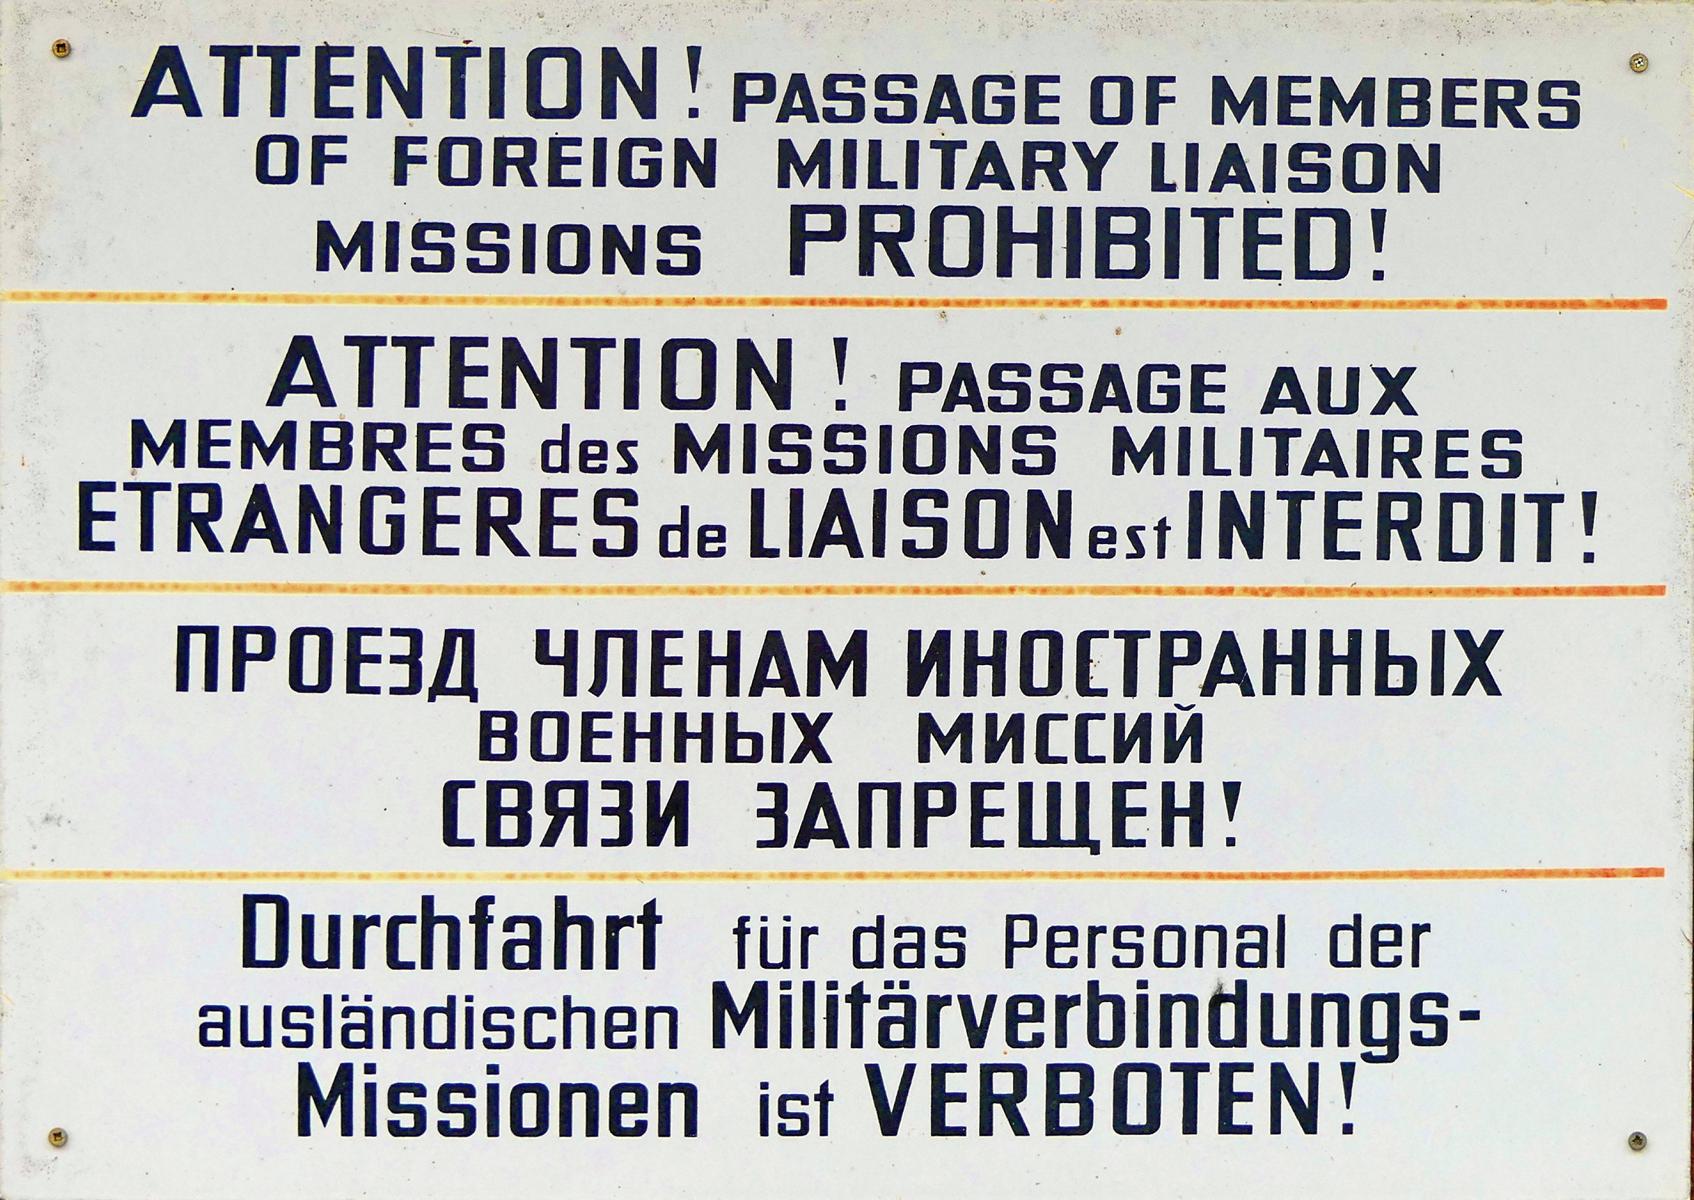 ATTENTION! PASSAGE OF MEMBERS
OF FOREIGN MILITARY LIAISON
MISSIONS PROHIBITED!
ATTENTION! PASSAGE AUX
MEMBRES des MISSIONS MILITAIRES
ETRANGERES de LIAISON est INTERDIT!
ПРОЕЗД ЧЛЕНАМ ИНОСТРАННЫХ
ВОЕННЫХ МИССИЙ
СВЯЗИ ЗАПРЕЩЕН!
Durchfahrt für das Personal der
ausländischen Militärverbindungs-
Missionen ist VERBOTEN!